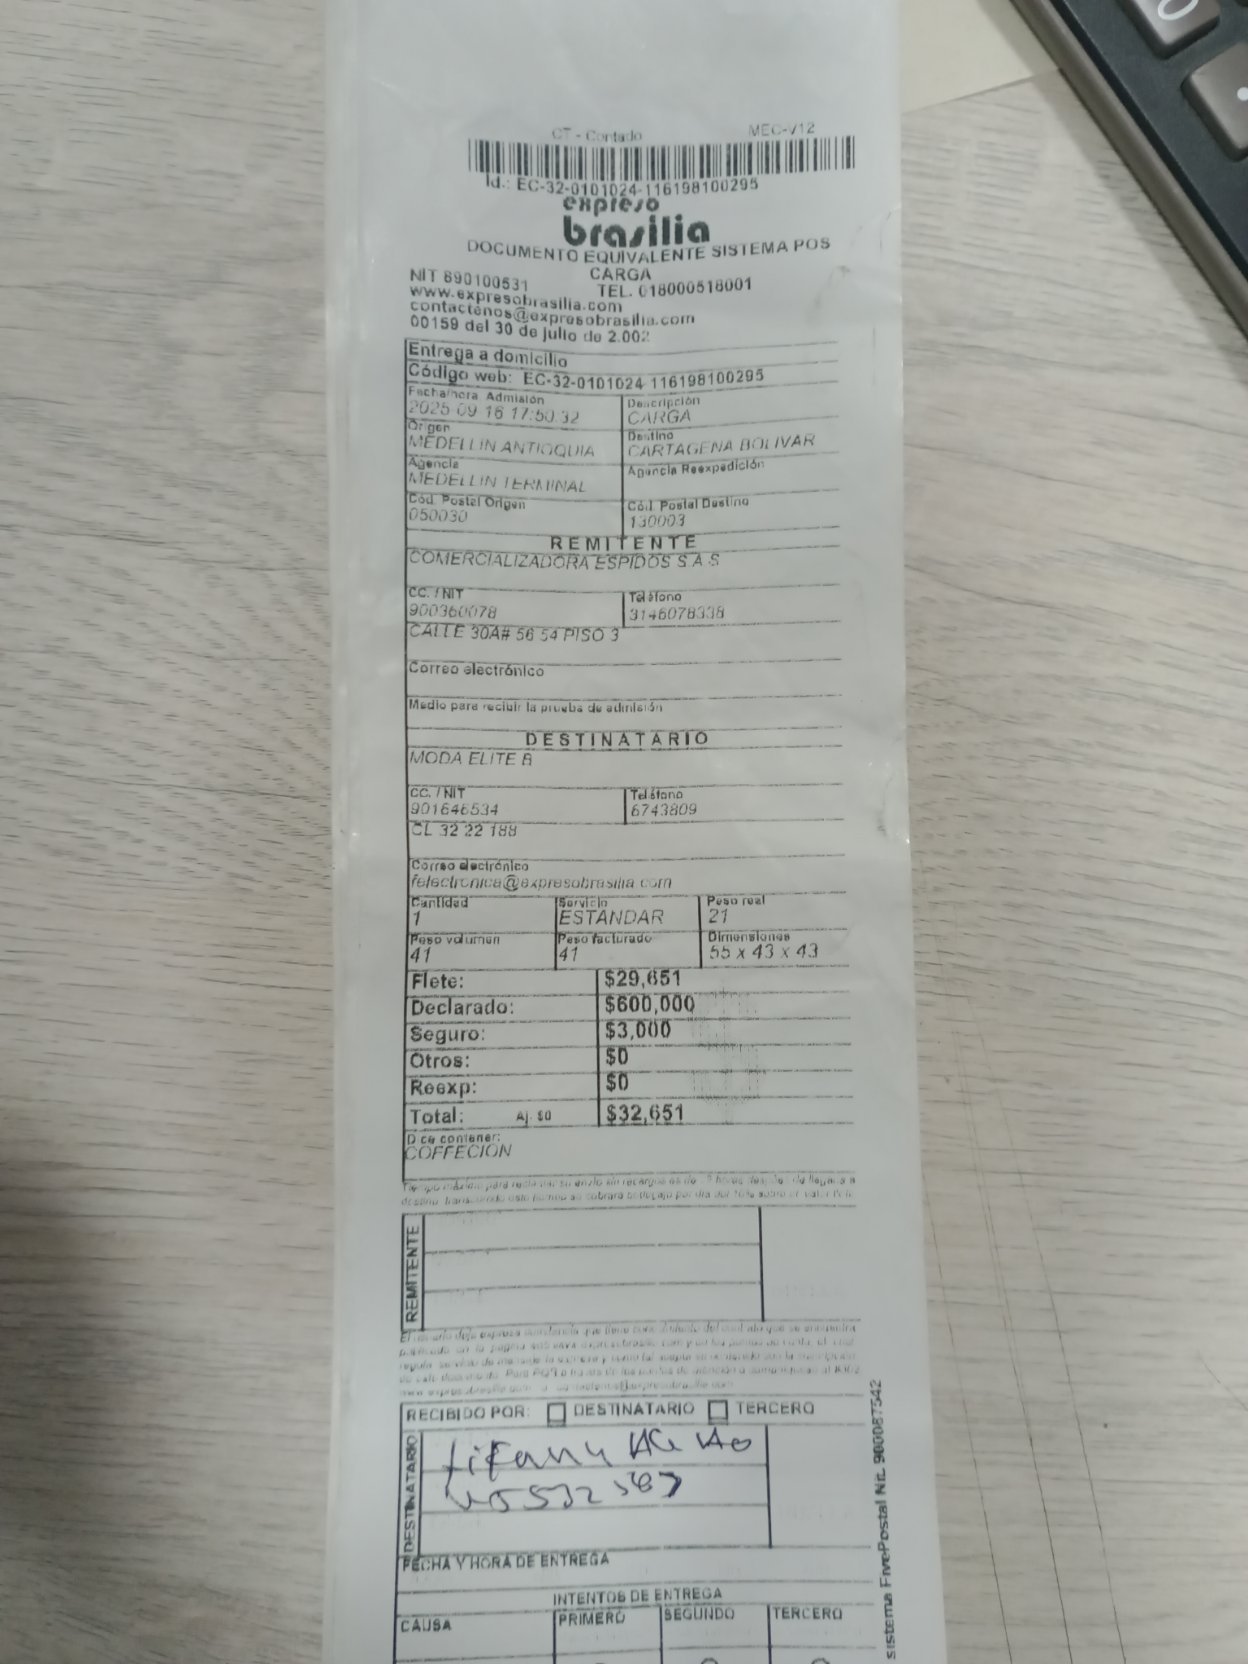 CT - Contado MEC-V12
Id.: EC-32-0101024-116198100295
expreso
brasilia
DOCUMENTO EQUIVALENTE SISTEMA POS
CARGA
NIT 890100531 TEL. 018000518001
www.expresobrasilia.com
contactenos@expresobrasilia.com
00159 del 30 de julio de 2.002
Entrega a domicilio
Código web: EC-32-0101024 116198100295
Fecha/hora Admisión Descripción
2025 09 16 17:50 32 CARGA
Origen Destino
MEDELLIN ANTIOQUIA CARTAGENA BOLIVAR
Agencia Agencia Reexpedición
MEDELLIN TERMINAL
Cód. Postal Origen Cód. Postal Destino
050030 130003
REMITENTE
COMERCIALIZADORA ESPIDOS S A S
CC. / NIT Teléfono
900360078 3146078338
CALLE 30A# 56 54 PISO 3
Correo electrónico
Medio para recibir la prueba de admisión
DESTINATARIO
MODA ELITE B
CC. / NIT Teléfono
901646534 6743809
CL 32 22 188
Correo electrónico
felectronica@expresobrasilia com
Cantidad Servicio Peso real
1 ESTANDAR 21
Peso volumen Peso facturado Dimensiones
41 41 55 x 43 x 43
Flete: $29,651
Declarado: $600,000
Seguro: $3,000
Otros: $0
Reexp: $0
Total: Aj. $0 $32,651
Dice contener:
COFFECION
REMITENTE
RECIBIDO POR: DESTINATARIO TERCERO
DESTINATARIO
FECHA Y HORA DE ENTREGA
INTENTOS DE ENTREGA
CAUSA PRIMERO SEGUNDO TERCERO
sistema FivePostal Nit. 900087542